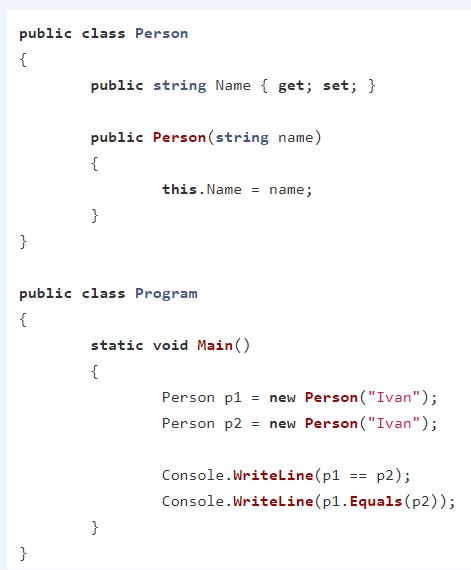 public class Person
{
        public string Name { get; set; }

        public Person(string name)
        {
                this.Name = name;
        }
}

public class Program
{
        static void Main()
        {
                Person p1 = new Person("Ivan");
                Person p2 = new Person("Ivan");

                Console.WriteLine(p1 == p2);
                Console.WriteLine(p1.Equals(p2));
        }
}